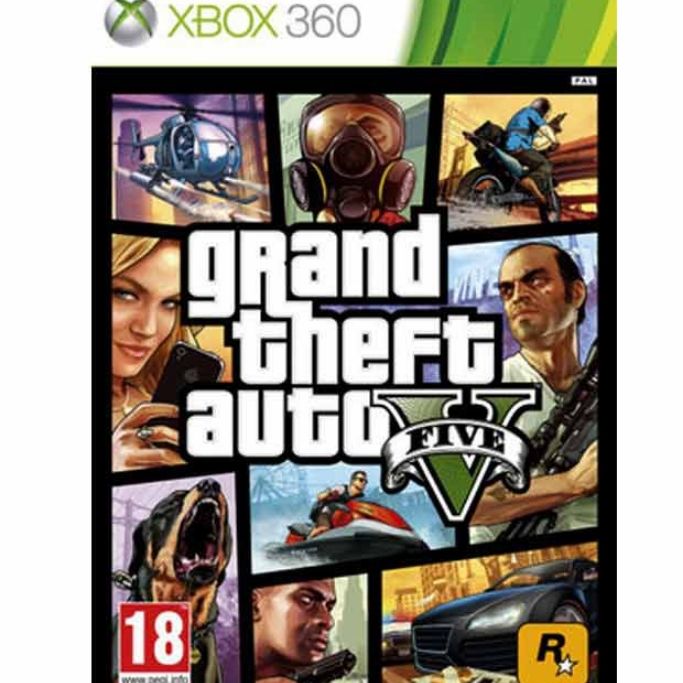 XBOX 360
PAL
grand
theft
auto V
FIVE
18
www.pegi.info
R